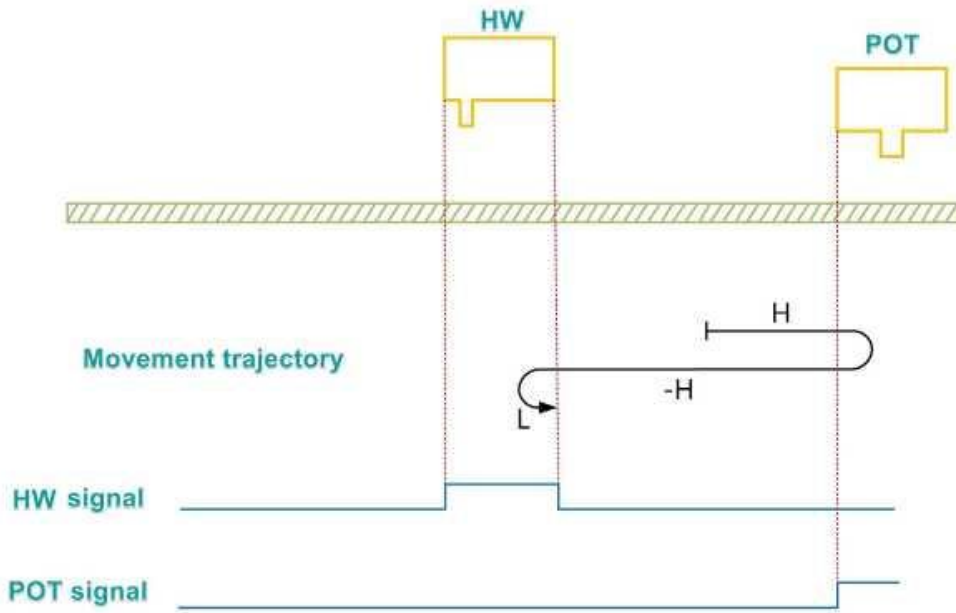 HW
POT
H
Movement trajectory
-H
L
HW signal
POT signal